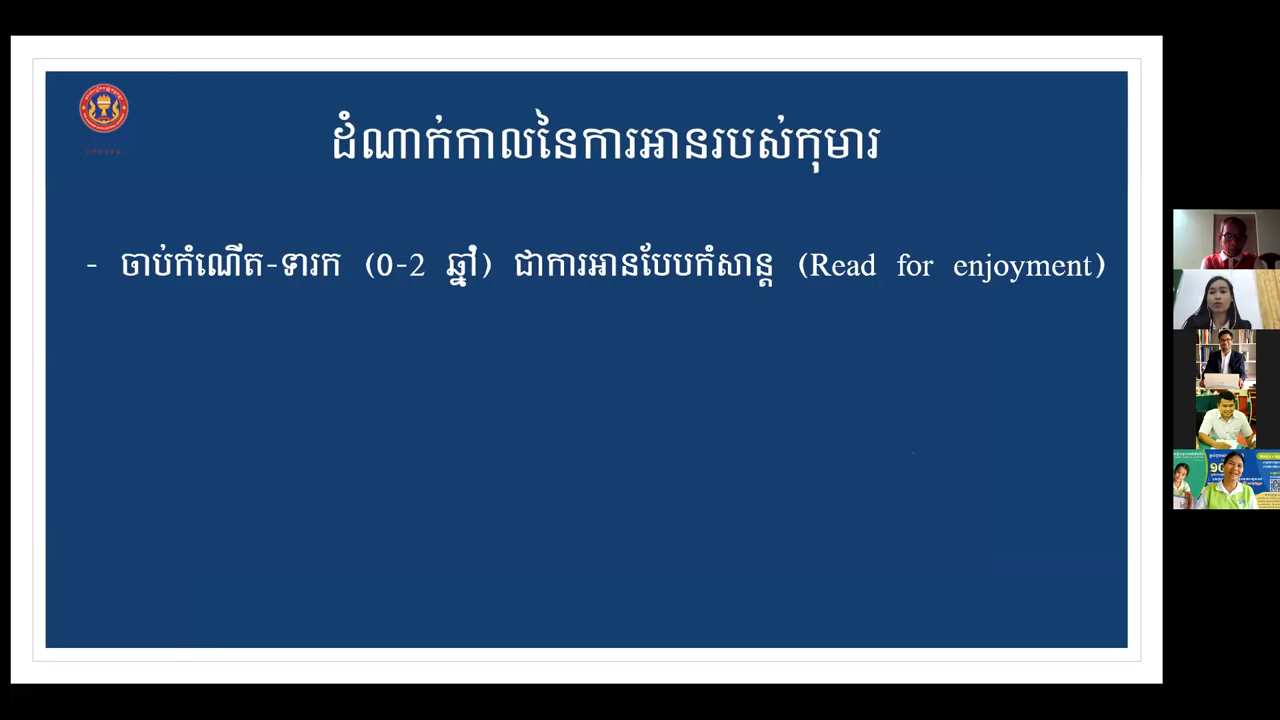 ដំណាក់កាលនៃការអានរបស់កុមារ
- ចាប់កំណើត-ទារក (0-2 ឆ្នាំ) ជាការអានបែបកំសាន្ត (Read for enjoyment)